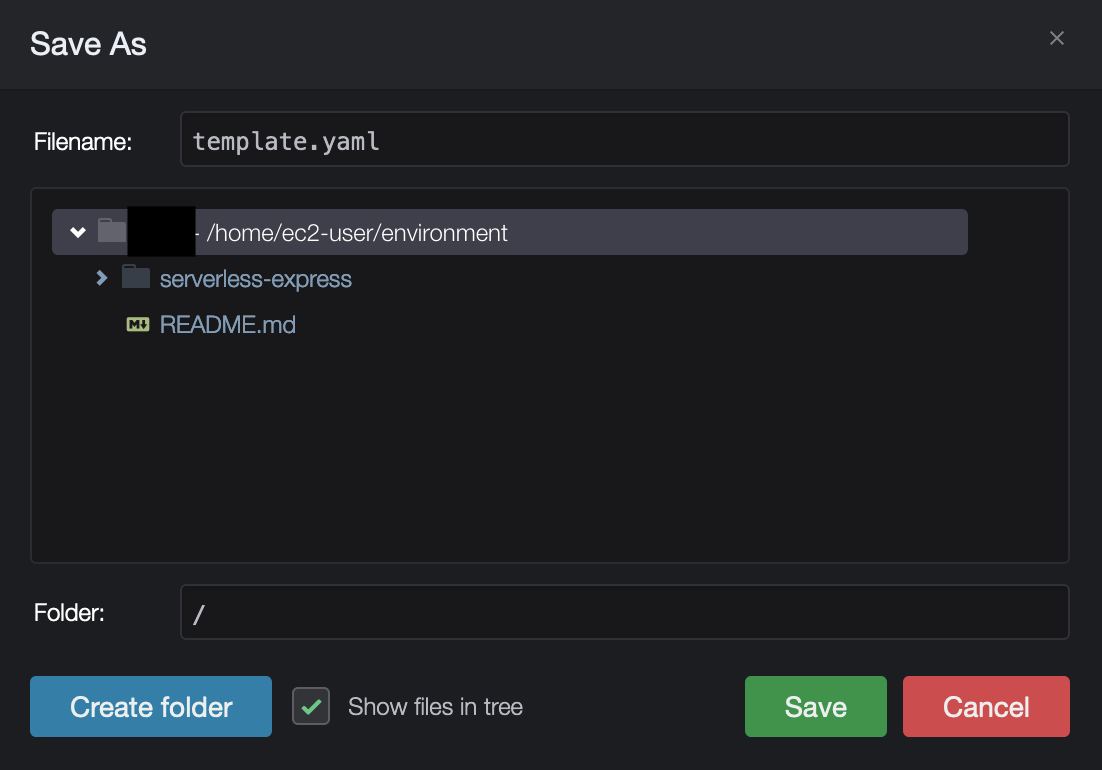 Save As
Filename: template.yaml
- /home/ec2-user/environment
serverless-express
README.md
Folder: /
Create folder Show files in tree Save Cancel